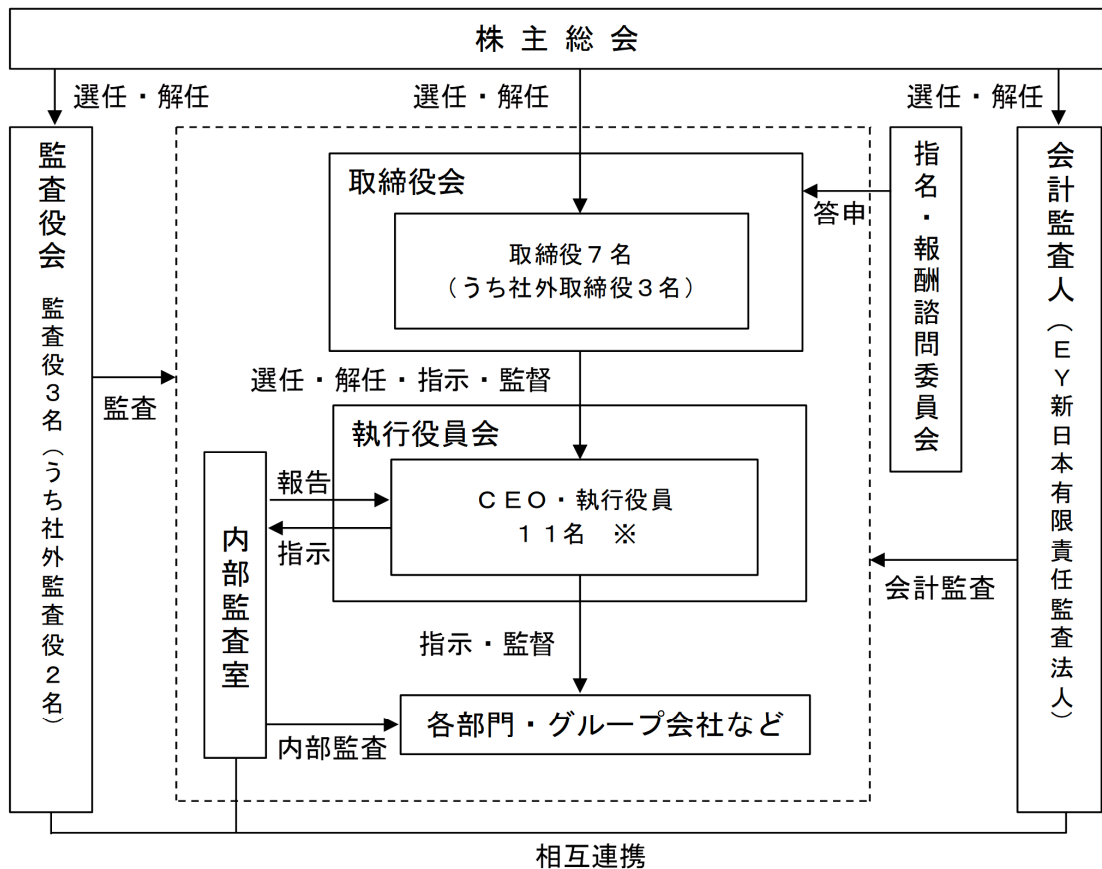 株主総会
選任・解任
選任・解任
選任・解任
監査役会 監査役３名（うち社外監査役２名）
取締役会
取締役７名
（うち社外取締役３名）
答申
指名・報酬諮問委員会
会計監査人（ＥＹ新日本有限責任監査法人）
監査
選任・解任・指示・監督
執行役員会
ＣＥＯ・執行役員
１１名　※
報告
指示
内部監査室
会計監査
指示・監督
各部門・グループ会社など
内部監査
相互連携